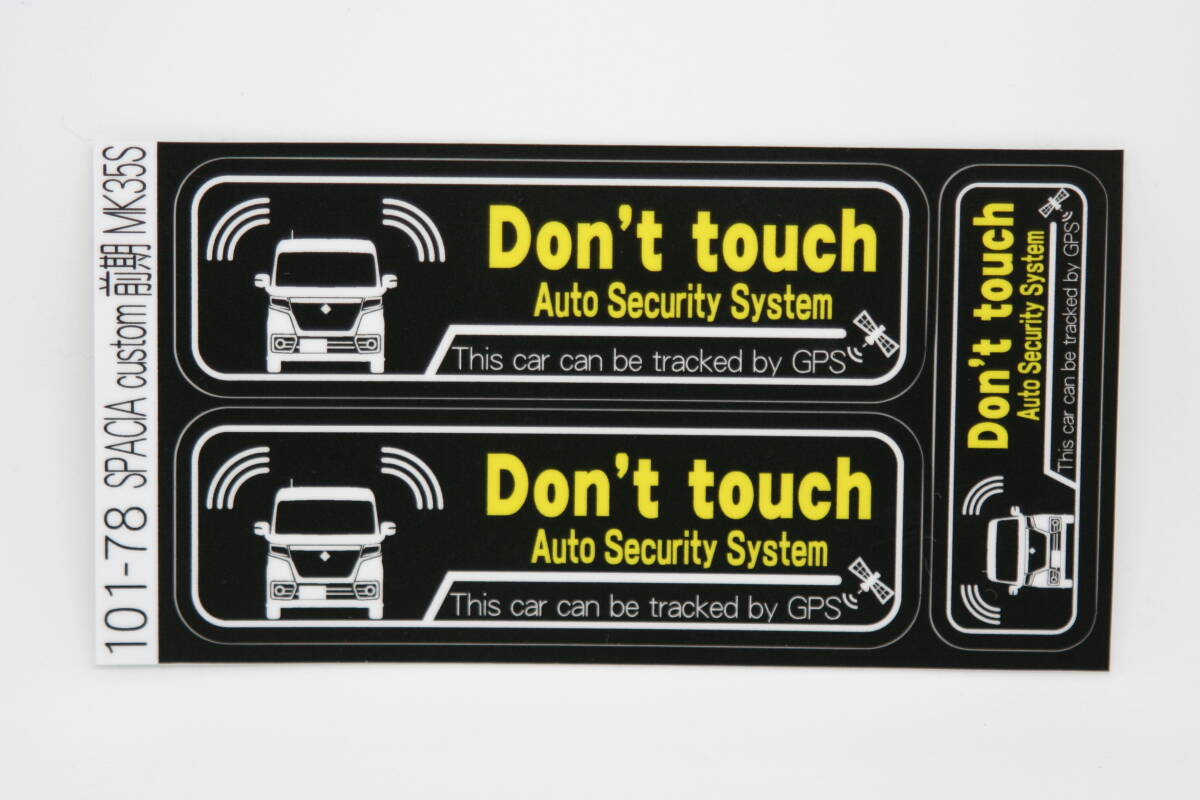 101-78 SPACIA custom 前期 MK35S
Don't touch
Auto Security System
This car can be tracked by GPS
Don't touch
Auto Security System
This car can be tracked by GPS
Don't touch
Auto Security System
This car can be tracked by GPS